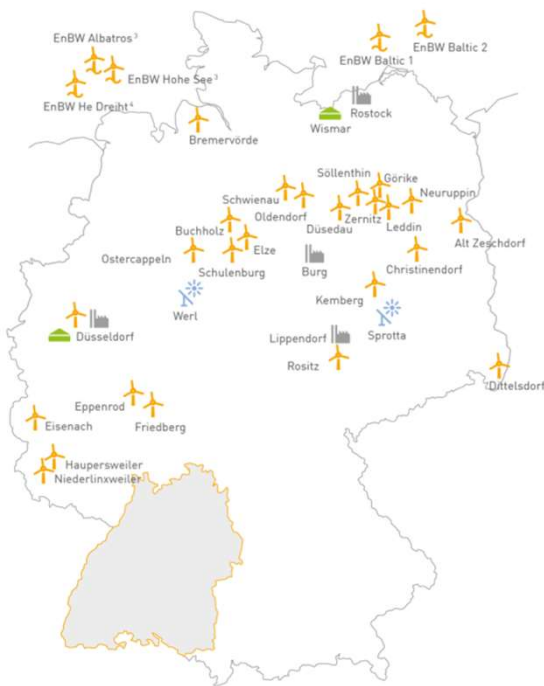 EnBW Albatros³
EnBW Hohe See³
EnBW He Dreiht⁴
EnBW Baltic 2
EnBW Baltic 1
Rostock
Wismar
Bremervörde
Söllenthin
Görike
Schwienau
Neuruppin
Oldendorf
Zernitz
Düsedau
Leddin
Buchholz
Alt Zeschdorf
Elze
Ostercappeln
Schulenburg
Burg
Christinendorf
Kemberg
Werl
Sprotta
Düsseldorf
Lippendorf
Rositz
Dittelsdorf
Eppenrod
Eisenach
Friedberg
Haupersweiler
Niederlinxweiler